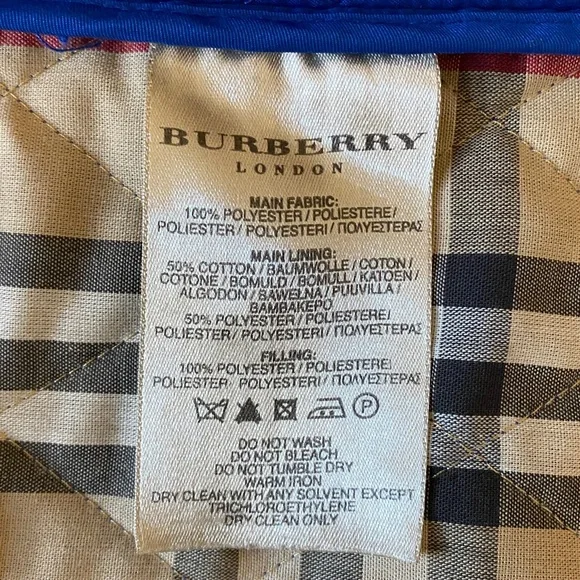 BURBERRY
LONDON
MAIN FABRIC:
100% POLYESTER / POLIESTERE /
POLIESTER / POLYESTERI / ΠΟΛΥΕΣΤΕΡΑΣ
MAIN LINING:
50% COTTON / BAUMWOLLE / COTON /
COTONE / BOMULD / BOMULL / KATOEN /
ALGODON / BAWELNA / PUUVILLA /
BAMBAKEPO
50% POLYESTER / POLIESTERE /
POLIESTER / POLYESTERI / ΠΟΛΥΕΣΤΕΡΑΣ
FILLING:
100% POLYESTER / POLIESTERE /
POLIESTER / POLYESTERI / ΠΟΛΥΕΣΤΕΡΑΣ
P
DO NOT WASH
DO NOT BLEACH
DO NOT TUMBLE DRY
WARM IRON
DRY CLEAN WITH ANY SOLVENT EXCEPT
TRICHLOROETHYLENE
DRY CLEAN ONLY